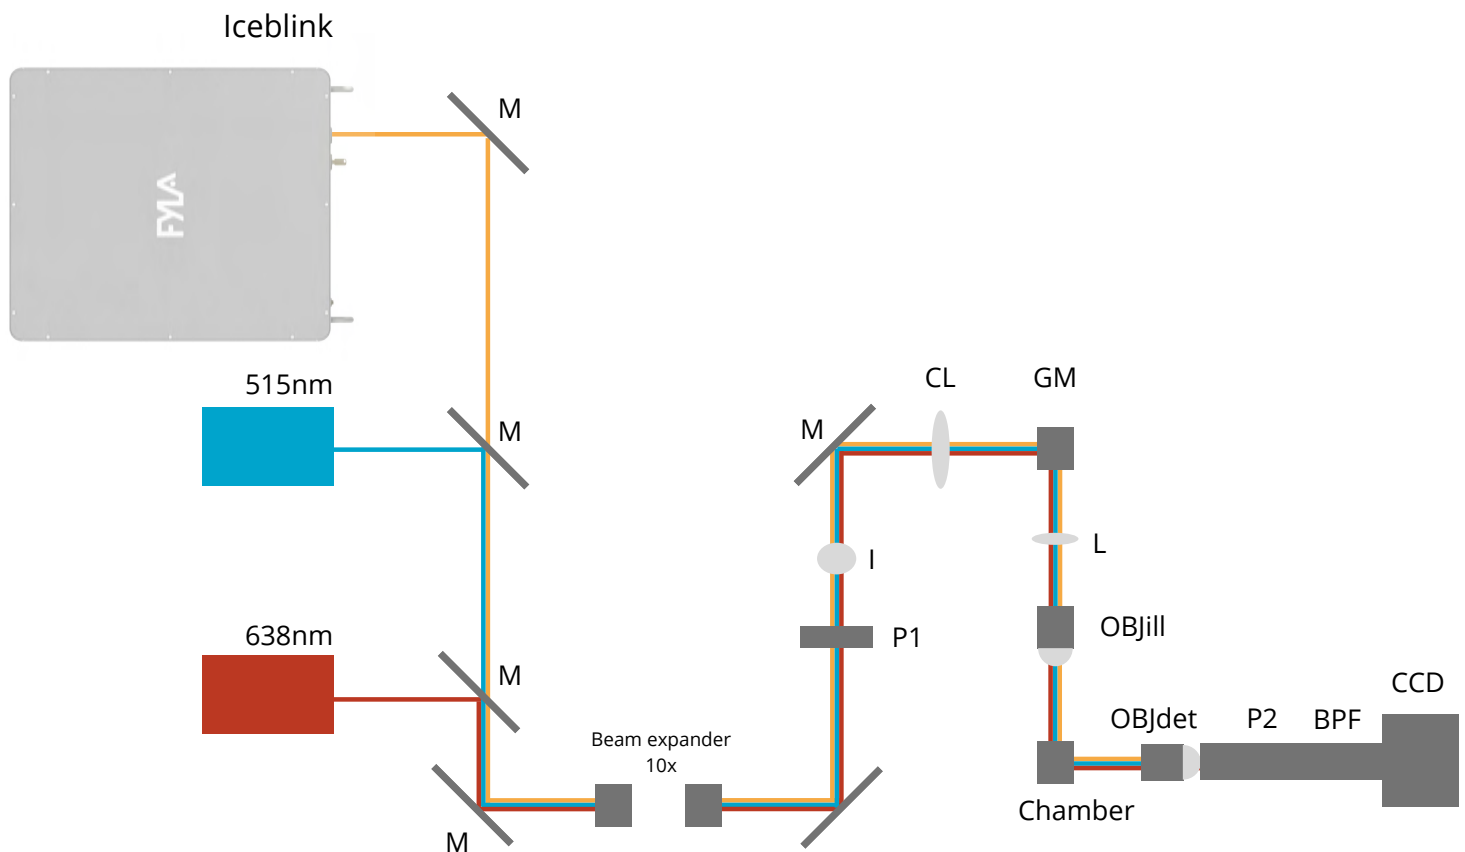 Iceblink
M
FYLA
515nm
M
638nm
M
M
Beam expander
10x
M
CL
GM
I
L
P1
OBJill
Chamber
OBJdet
P2
BPF
CCD